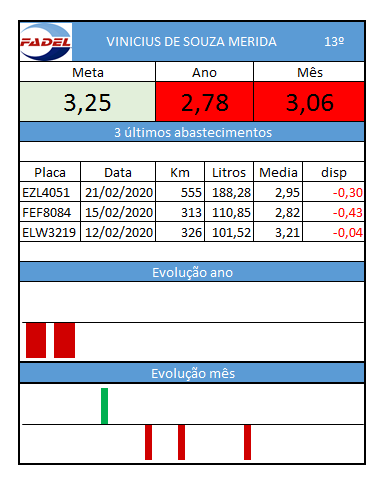 FADEL VINICIUS DE SOUZA MERIDA 13º
Meta Ano Mês
3,25 2,78 3,06
3 últimos abastecimentos
Placa Data Km Litros Media disp
EZL4051 21/02/2020 555 188,28 2,95 -0,30
FEF8084 15/02/2020 313 110,85 2,82 -0,43
ELW3219 12/02/2020 326 101,52 3,21 -0,04
Evolução ano
Evolução mês